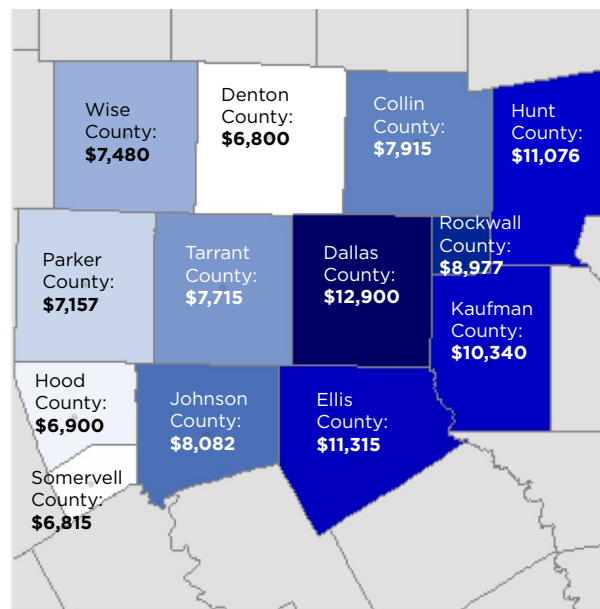 Wise
County:
$7,480
Denton
County:
$6,800
Collin
County:
$7,915
Hunt
County:
$11,076
Parker
County:
$7,157
Tarrant
County:
$7,715
Dallas
County:
$12,900
Rockwall
County:
$8,977
Kaufman
County:
$10,340
Hood
County:
$6,900
Johnson
County:
$8,082
Ellis
County:
$11,315
Somervell
County:
$6,815